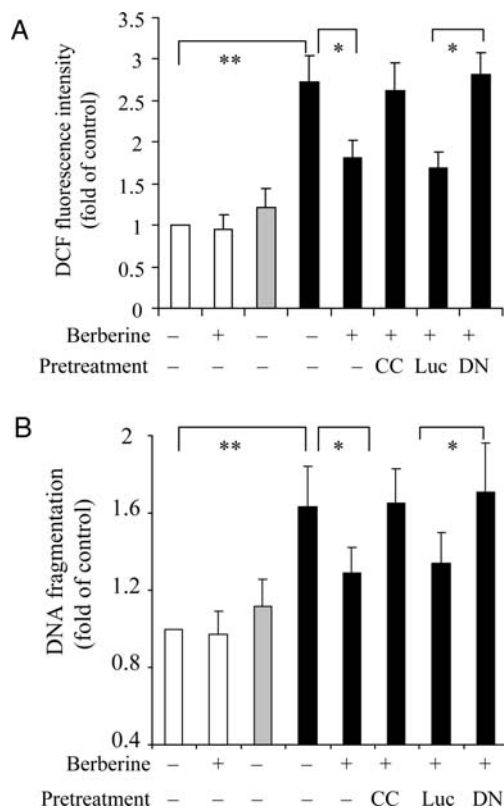 A
DCF fluorescence intensity
(fold of control)
3.5
3
2.5
2
1.5
1
0.5
0
** * *
Berberine – + – – + + + +
Pretreatment – – – – – CC Luc DN
B
DNA fragmentation
(fold of control)
2
1.6
1.2
0.8
0.4
** * *
Berberine – + – – + + + +
Pretreatment – – – – – CC Luc DN